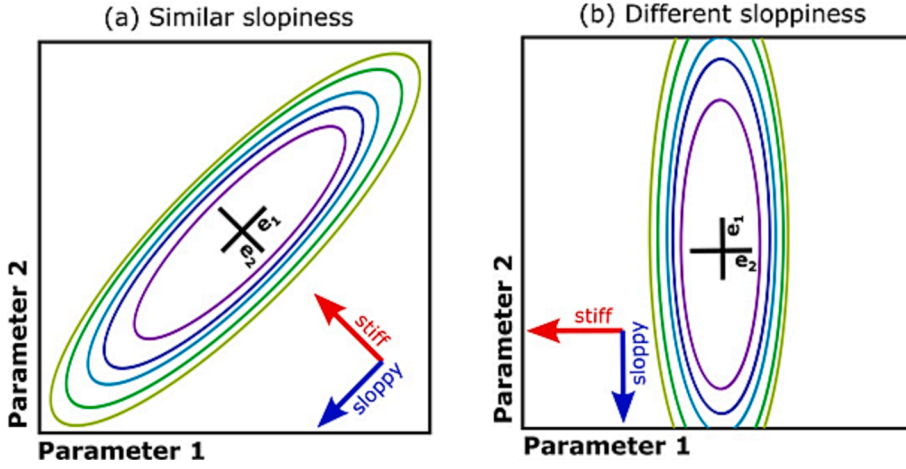 (a) Similar slopiness
(b) Different sloppiness
e₁
e₂
stiff
sloppy
Parameter 2
Parameter 1
e₁
e₂
stiff
sloppy
Parameter 2
Parameter 1